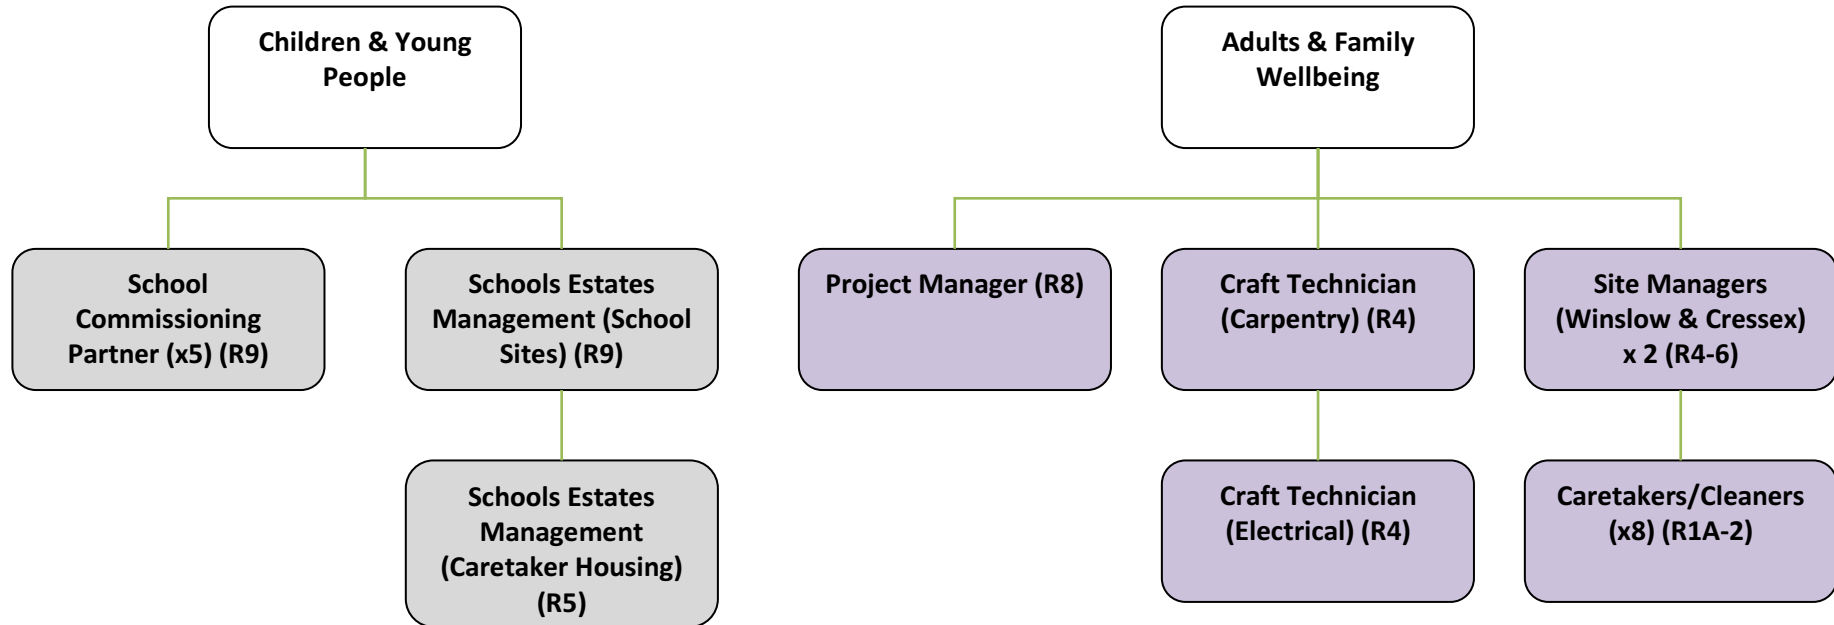 Children & Young
People
Adults & Family
Wellbeing
School
Commissioning
Partner (x5) (R9)
Schools Estates
Management (School
Sites) (R9)
Project Manager (R8)
Craft Technician
(Carpentry) (R4)
Site Managers
(Winslow & Cressex)
x 2 (R4-6)
Schools Estates
Management
(Caretaker Housing)
(R5)
Craft Technician
(Electrical) (R4)
Caretakers/Cleaners
(x8) (R1A-2)